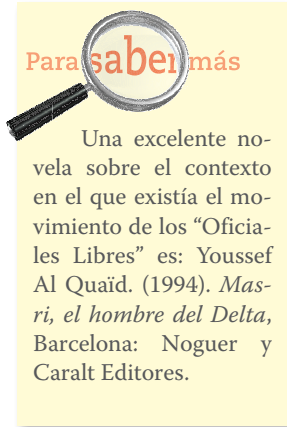 Para saber más
Una excelente no-
vela sobre el contexto
en el que existía el mo-
vimiento de los “Oficia-
les Libres” es: Youssef
Al Quaïd. (1994). Mas-
ri, el hombre del Delta,
Barcelona: Noguer y
Caralt Editores.